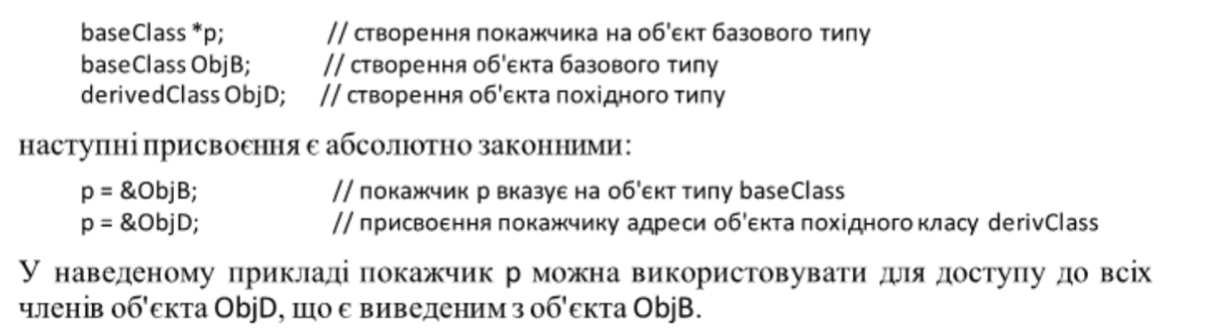 baseClass *p; // створення покажчика на об'єкт базового типу
baseClass ObjB; // створення об'єкта базового типу
derivedClass ObjD; // створення об'єкта похідного типу
наступні присвоєння є абсолютно законними:
p = &ObjB; // покажчик p вказує на об'єкт типу baseClass
p = &ObjD; // присвоєння покажчику адреси об'єкта похідного класу derivClass
У наведеному прикладі покажчик p можна використовувати для доступу до всіх
членів об'єкта ObjD, що є виведеним з об'єкта ObjB.